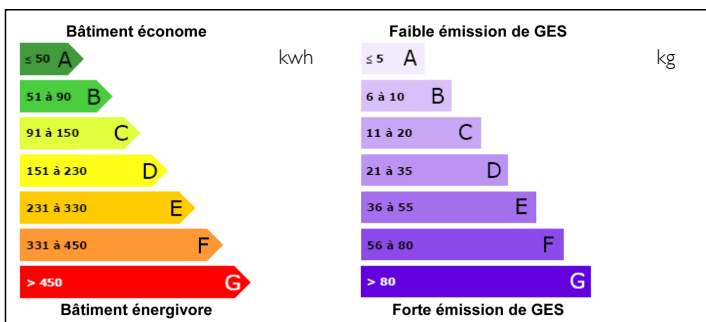 Bâtiment économe
kwh
≤ 50 A
51 à 90 B
91 à 150 C
151 à 230 D
231 à 330 E
331 à 450 F
> 450 G
Bâtiment énergivore
Faible émission de GES
kg
≤ 5 A
6 à 10 B
11 à 20 C
21 à 35 D
36 à 55 E
56 à 80 F
> 80 G
Forte émission de GES